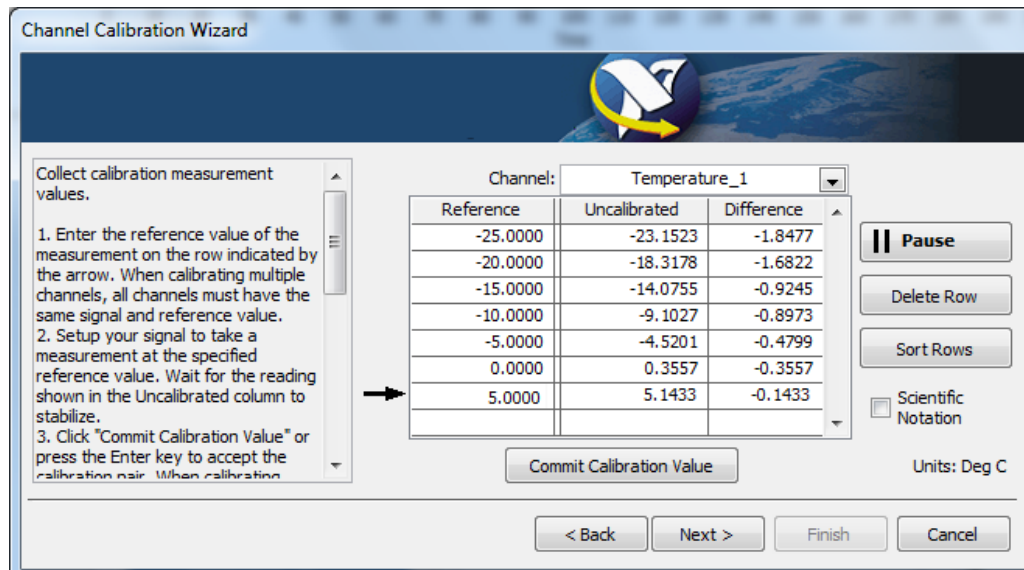 Channel Calibration Wizard
Collect calibration measurement
values.
1. Enter the reference value of the
measurement on the row indicated by
the arrow. When calibrating multiple
channels, all channels must have the
same signal and reference value.
2. Setup your signal to take a
measurement at the specified
reference value. Wait for the reading
shown in the Uncalibrated column to
stabilize.
3. Click "Commit Calibration Value" or
press the Enter key to accept the
calibration pair. When calibrating
Channel: Temperature_1
Reference Uncalibrated Difference
-25.0000 -23.1523 -1.8477
-20.0000 -18.3178 -1.6822
-15.0000 -14.0755 -0.9245
-10.0000 -9.1027 -0.8973
-5.0000 -4.5201 -0.4799
0.0000 0.3557 -0.3557
5.0000 5.1433 -0.1433
Commit Calibration Value
Pause
Delete Row
Sort Rows
Scientific
Notation
Units: Deg C
< Back Next > Finish Cancel